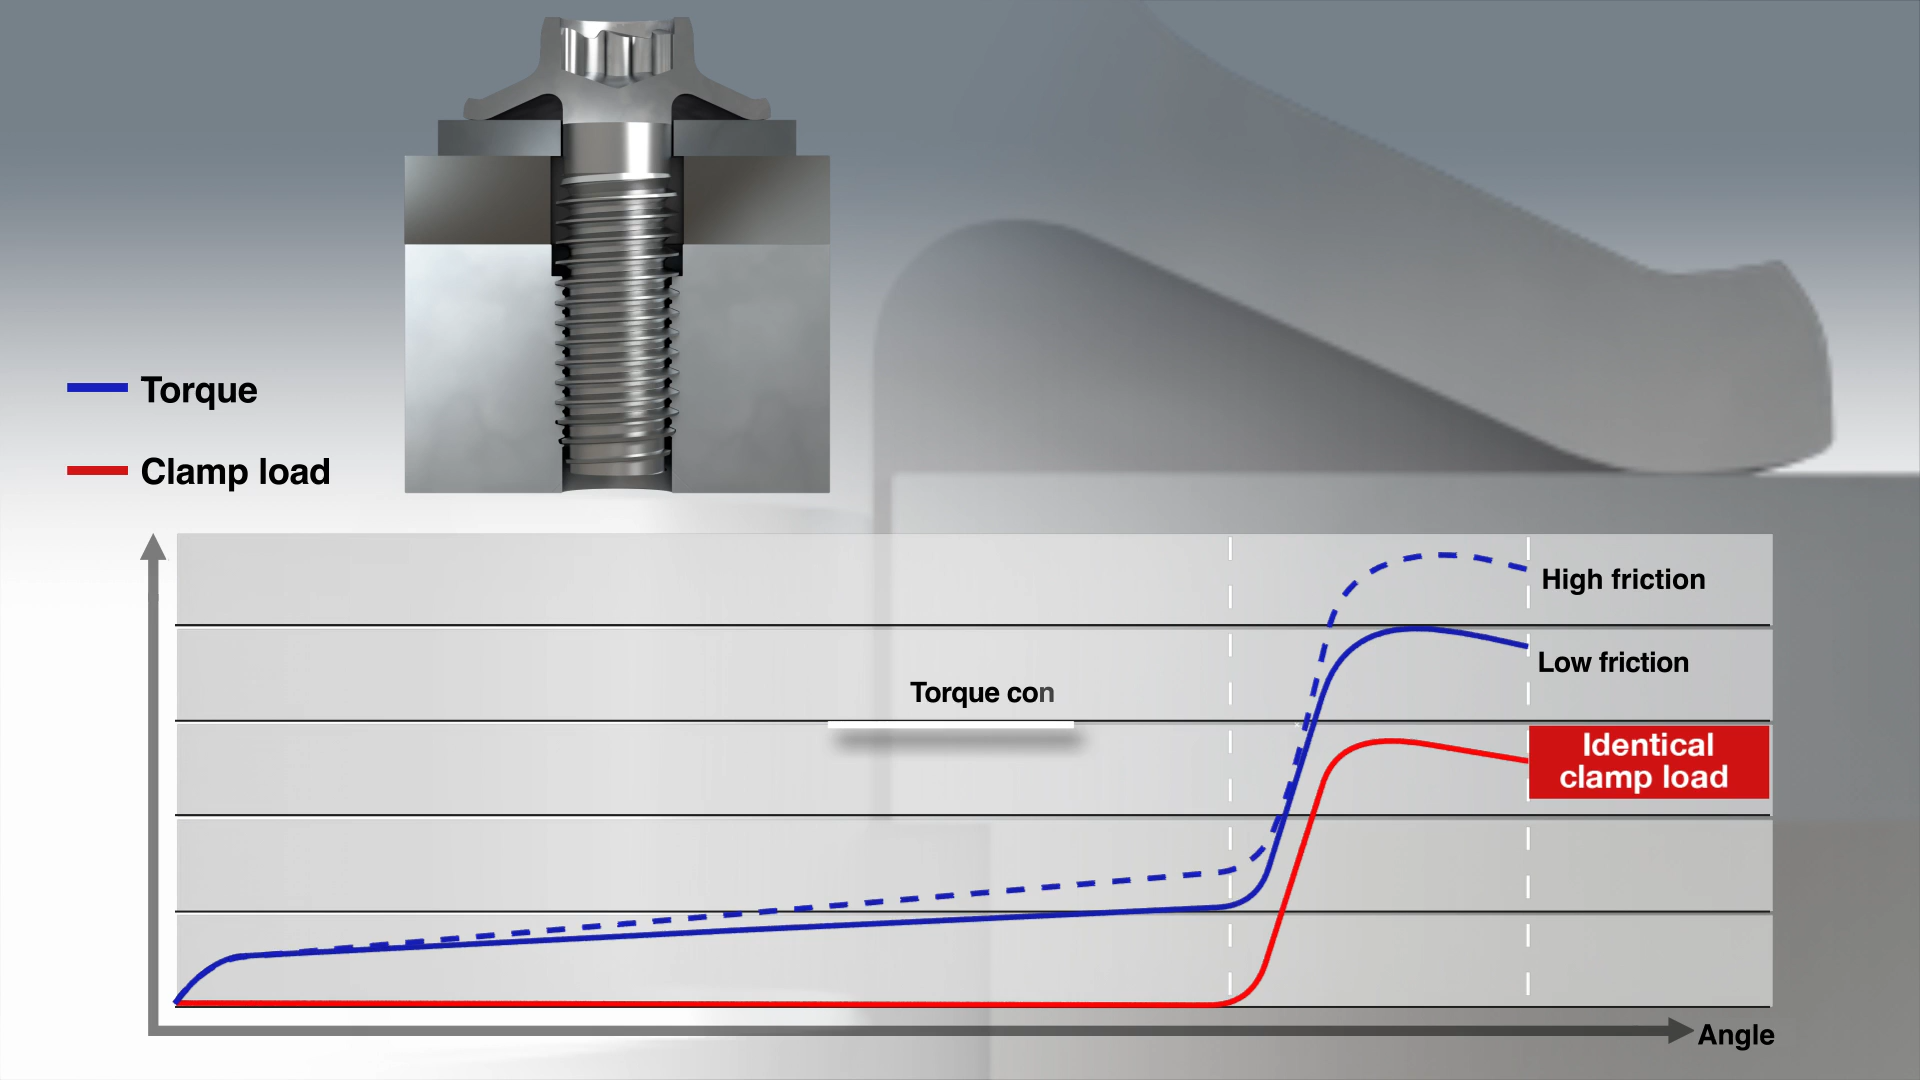 Torque
Clamp load
High friction
Low friction
Torque con
Identical
clamp load
Angle